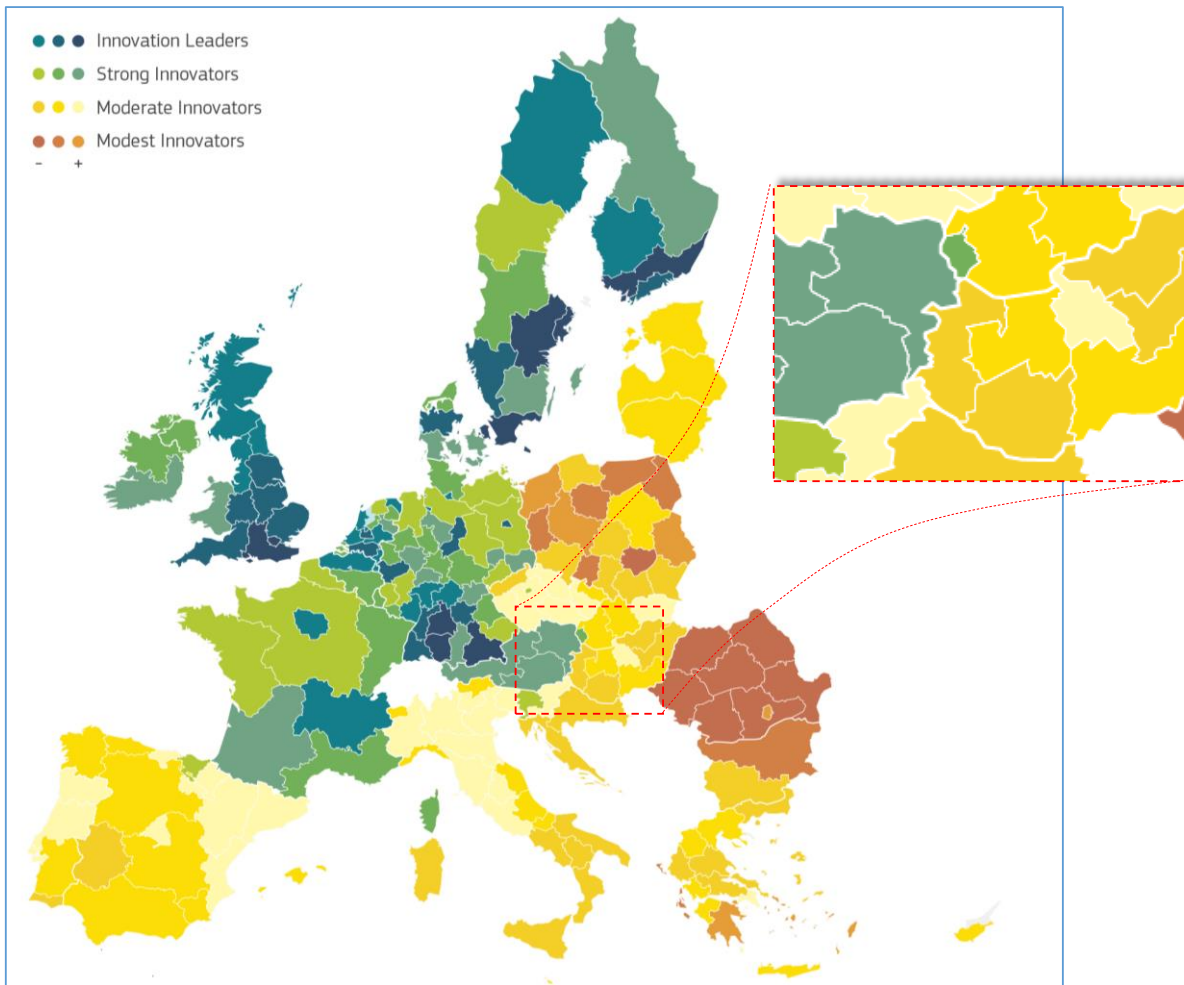 Innovation Leaders
Strong Innovators
Moderate Innovators
Modest Innovators
- +